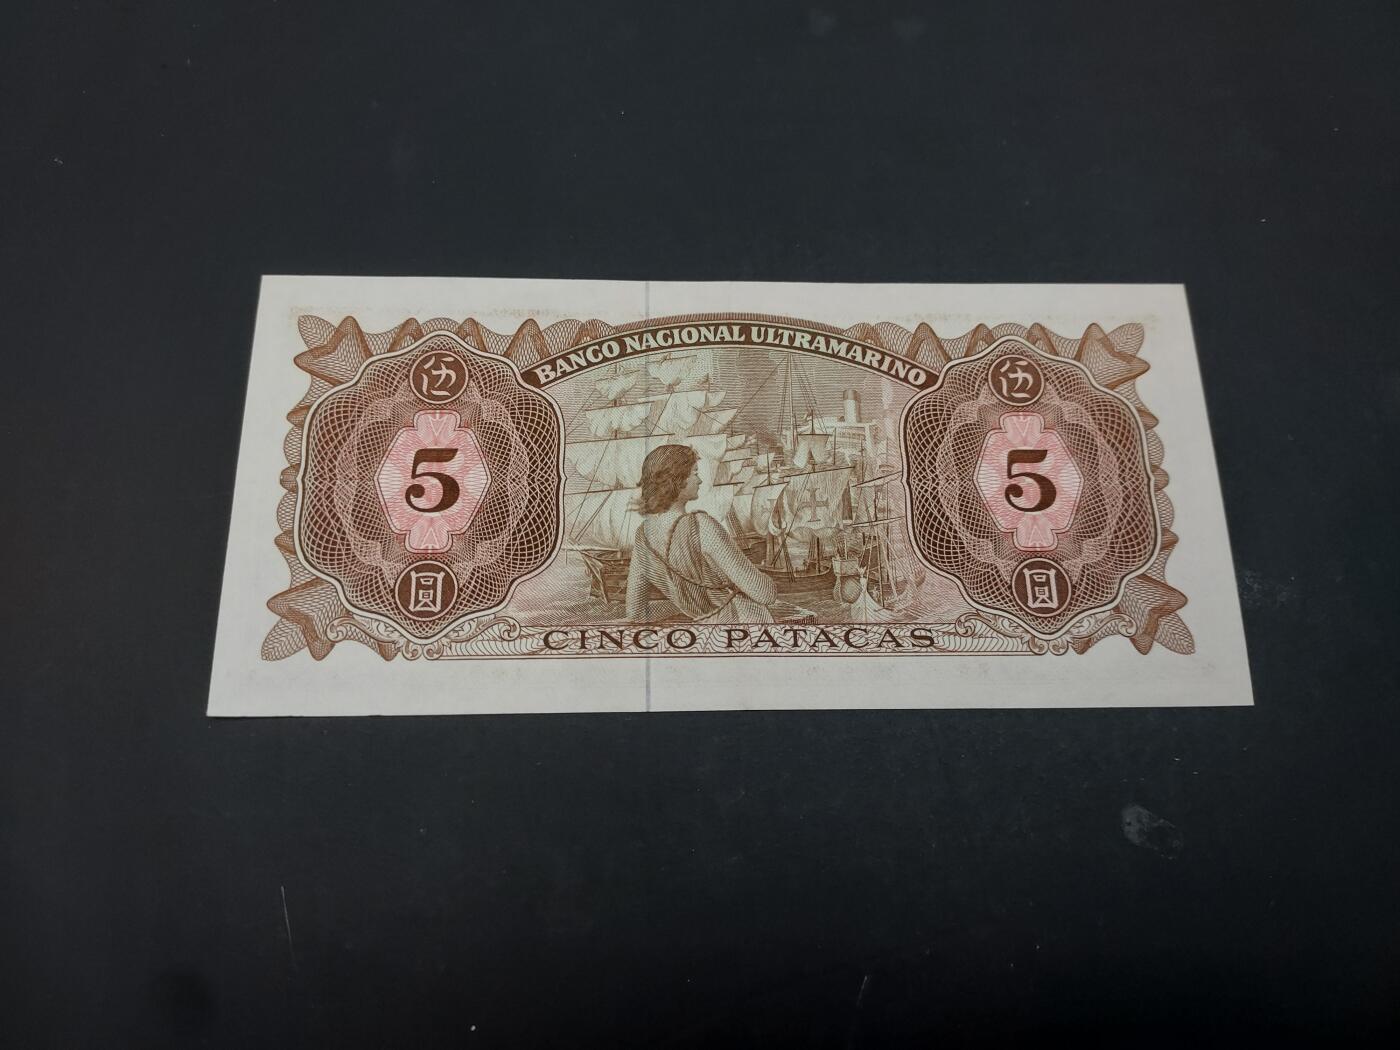 BANCO NACIONAL ULTRAMARINO
伍 伍
5 5
圓 圓
CINCO PATACAS